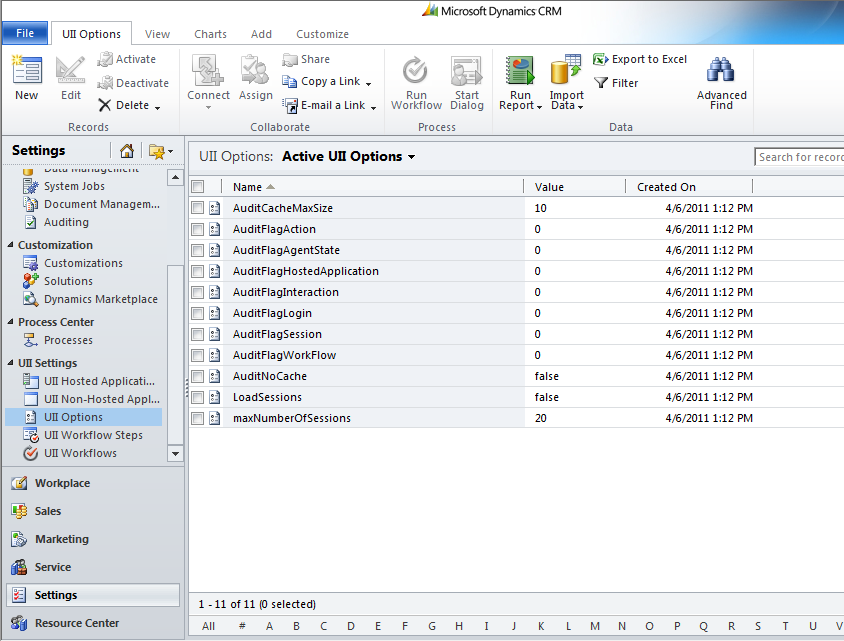 Microsoft Dynamics CRM
File UII Options View Charts Add Customize
New
Edit
Activate
Deactivate
Delete
Records
Connect
Assign
Share
Copy a Link
E-mail a Link
Collaborate
Run
Workflow
Start
Dialog
Process
Run
Report
Import
Data
Export to Excel
Filter
Advanced
Find
Data
Settings
Data Management
System Jobs
Document Managem...
Auditing
Customization
Customizations
Solutions
Dynamics Marketplace
Process Center
Processes
UII Settings
UII Hosted Applicati...
UII Non-Hosted Appl...
UII Options
UII Workflow Steps
UII Workflows
Workplace
Sales
Marketing
Service
Settings
Resource Center
UII Options: Active UII Options
Search for record
Name Value Created On
AuditCacheMaxSize 10 4/6/2011 1:12 PM
AuditFlagAction 0 4/6/2011 1:12 PM
AuditFlagAgentState 0 4/6/2011 1:12 PM
AuditFlagHostedApplication 0 4/6/2011 1:12 PM
AuditFlagInteraction 0 4/6/2011 1:12 PM
AuditFlagLogin 0 4/6/2011 1:12 PM
AuditFlagSession 0 4/6/2011 1:12 PM
AuditFlagWorkFlow 0 4/6/2011 1:12 PM
AuditNoCache false 4/6/2011 1:12 PM
LoadSessions false 4/6/2011 1:12 PM
maxNumberOfSessions 20 4/6/2011 1:12 PM
1 - 11 of 11 (0 selected)
All # A B C D E F G H I J K L M N O P Q R S T U V